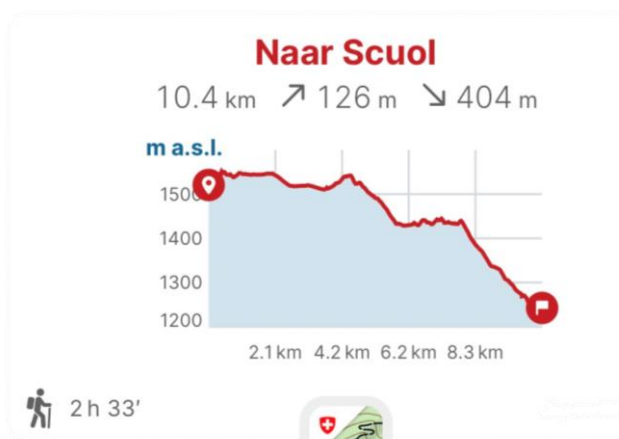 Naar Scuol
10.4 km ↗ 126 m ↘ 404 m
m a.s.l.
1500
1400
1300
1200
2.1 km 4.2 km 6.2 km 8.3 km
2 h 33′